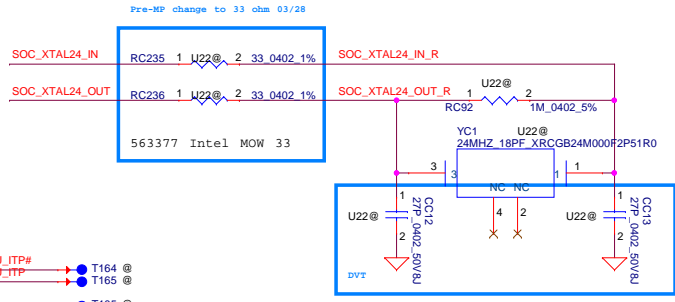 Pre-MP change to 33 ohm 03/28
SOC_XTAL24_IN
RC235 1 U22@ 2 33_0402_1%
SOC_XTAL24_IN_R
SOC_XTAL24_OUT
RC236 1 U22@ 2 33_0402_1%
SOC_XTAL24_OUT_R
U22@
1 2
RC92 1M_0402_5%
563377 Intel MOW 33
YC1 U22@
24MHZ_18PF_XRCGB24M000F2P51R0
3 3 1 1
NC NC
4 2
1
U22@
2
CC12
27P_0402_50V8J
1
U22@
2
CC13
27P_0402_50V8J
DVT
_ITP#
T164 @
_ITP
T165 @